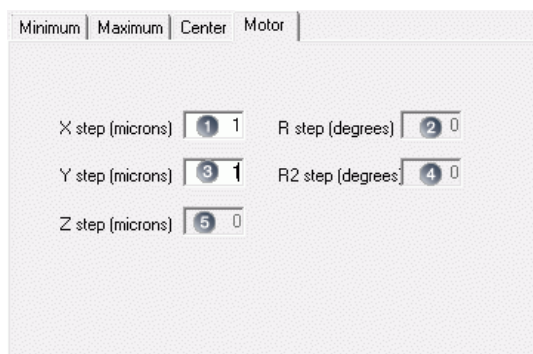 Minimum Maximum Center Motor
X step (microns) 1 1 R step (degrees) 2 0
Y step (microns) 3 1 R2 step (degrees) 4 0
Z step (microns) 5 0